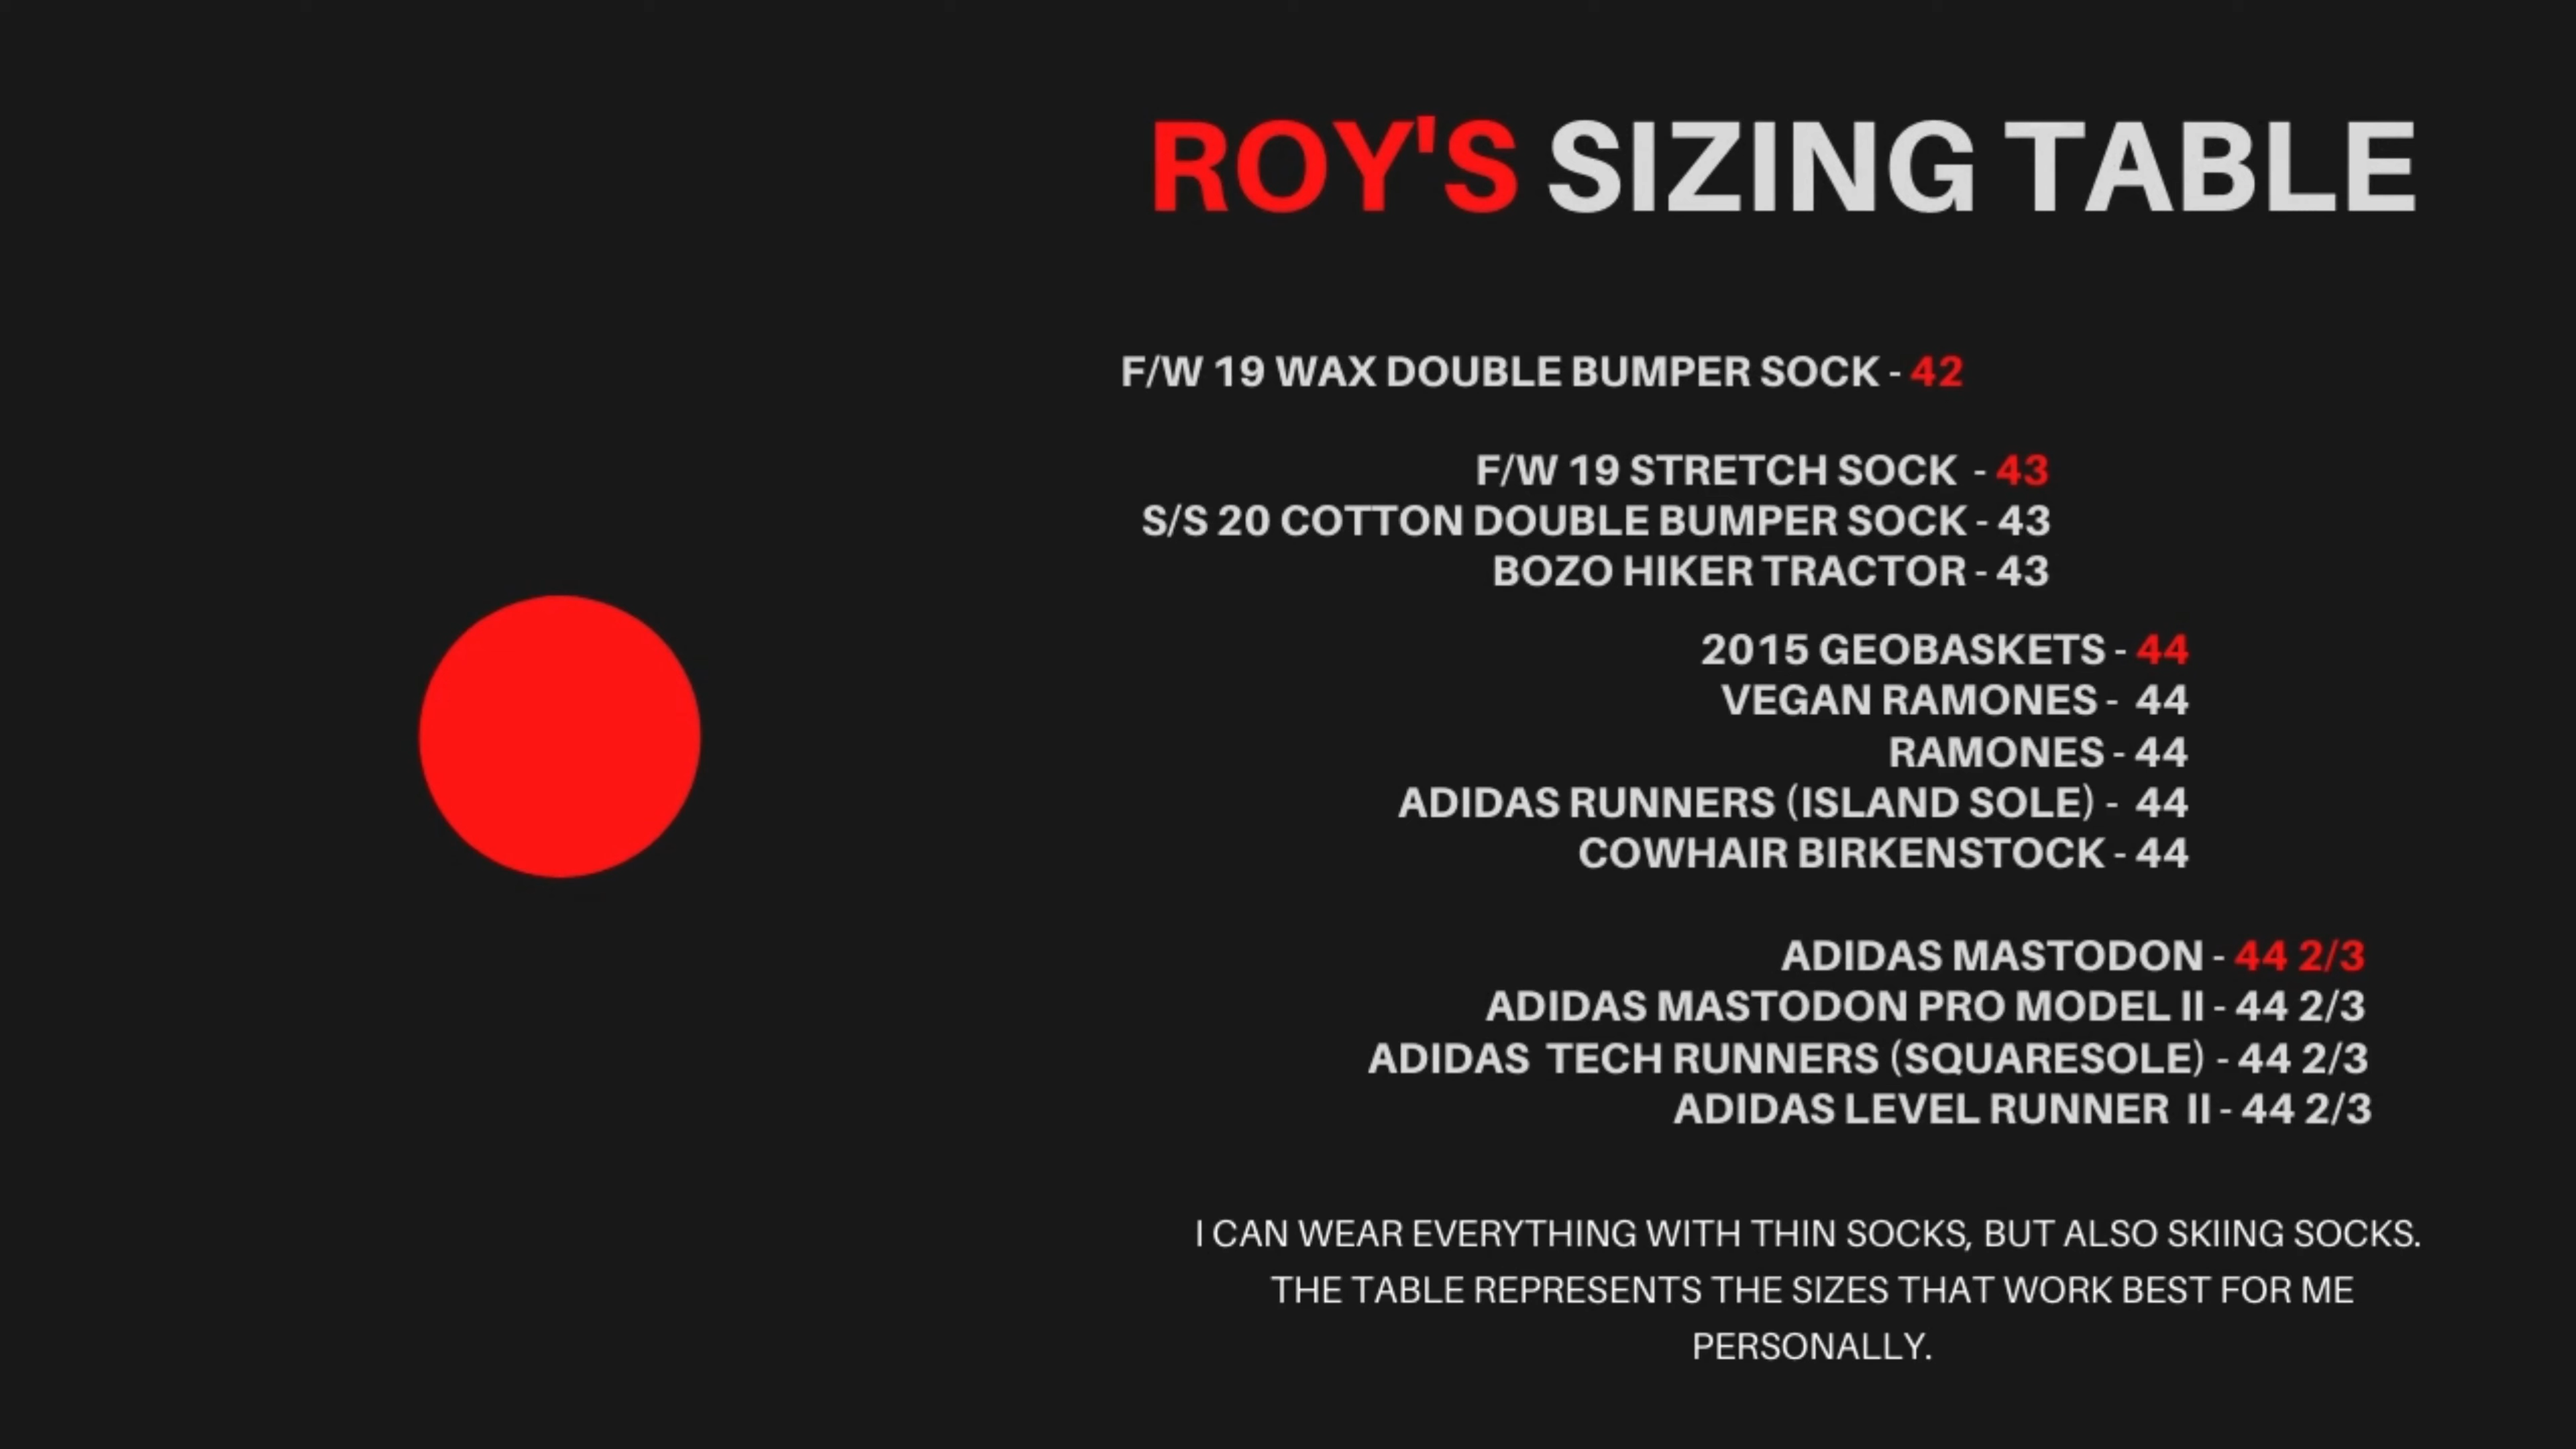 ROY'S SIZING TABLE
F/W 19 WAX DOUBLE BUMPER SOCK - 42
F/W 19 STRETCH SOCK - 43
S/S 20 COTTON DOUBLE BUMPER SOCK - 43
BOZO HIKER TRACTOR - 43
2015 GEOBASKETS - 44
VEGAN RAMONES - 44
RAMONES - 44
ADIDAS RUNNERS (ISLAND SOLE) - 44
COWHAIR BIRKENSTOCK - 44
ADIDAS MASTODON - 44 2/3
ADIDAS MASTODON PRO MODEL II - 44 2/3
ADIDAS TECH RUNNERS (SQUARESOLE) - 44 2/3
ADIDAS LEVEL RUNNER II - 44 2/3
I CAN WEAR EVERYTHING WITH THIN SOCKS, BUT ALSO SKIING SOCKS.
THE TABLE REPRESENTS THE SIZES THAT WORK BEST FOR ME
PERSONALLY.